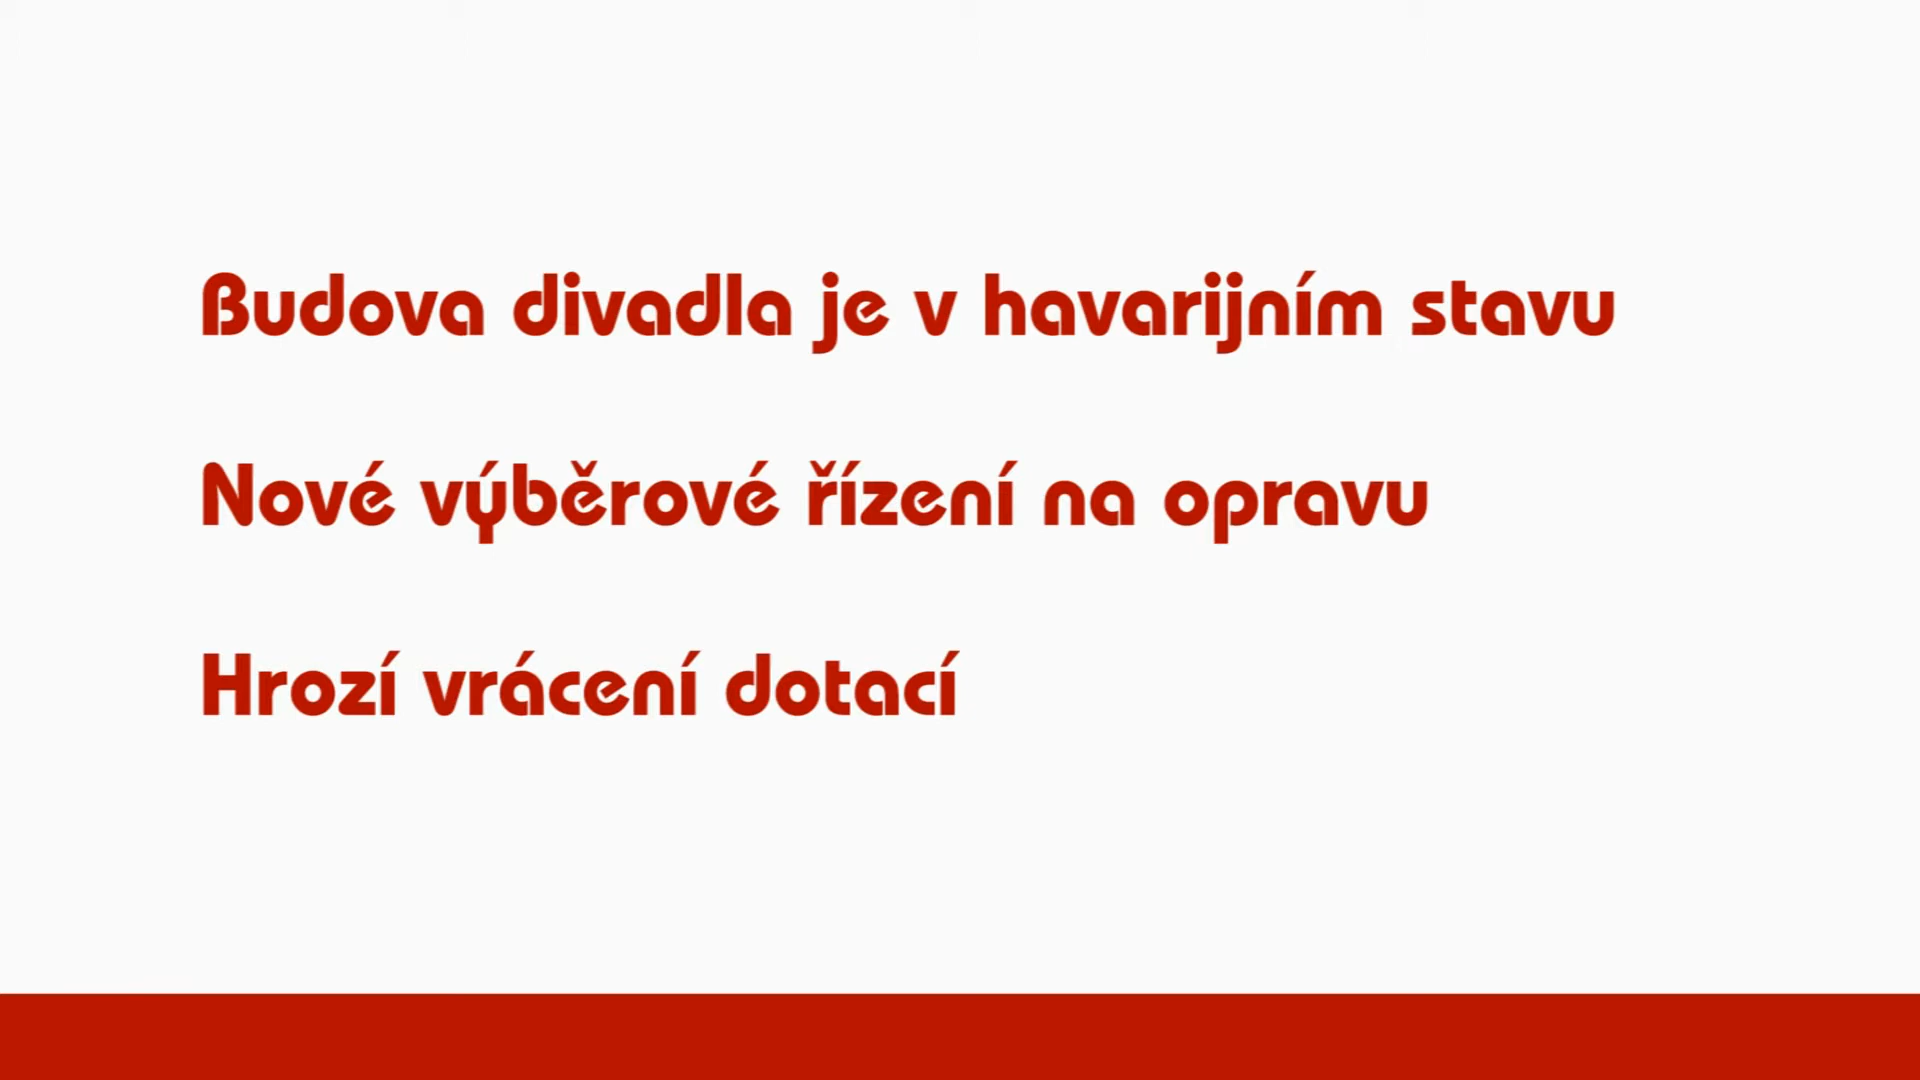 Budova divadla je v havarijním stavu
Nové výběrové řízení na opravu
Hrozí vrácení dotací